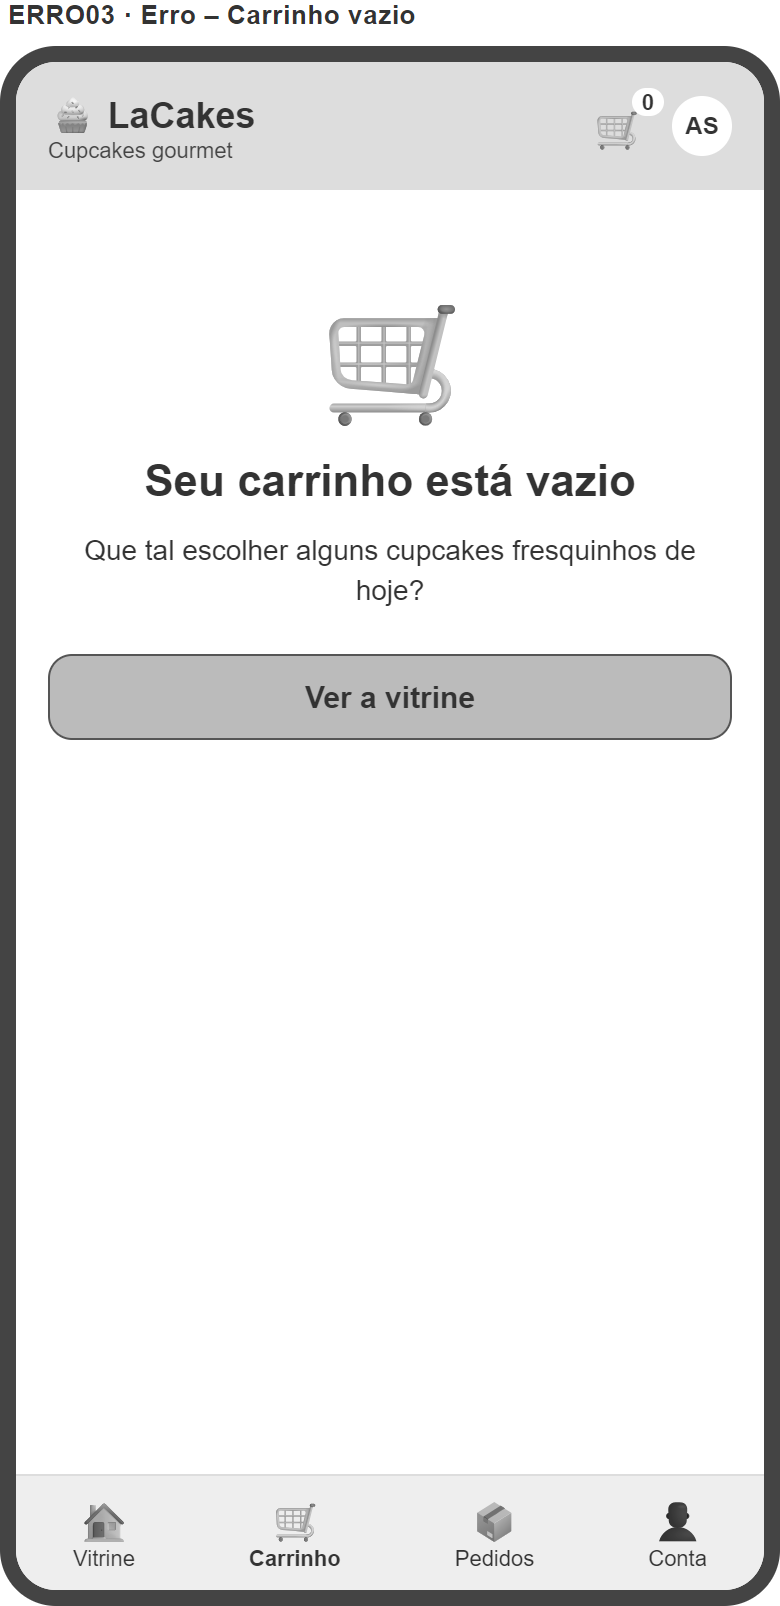 ERRO03 · Erro – Carrinho vazio
LaCakes
Cupcakes gourmet
0
AS
Seu carrinho está vazio
Que tal escolher alguns cupcakes fresquinhos de
hoje?
Ver a vitrine
Vitrine
Carrinho
Pedidos
Conta